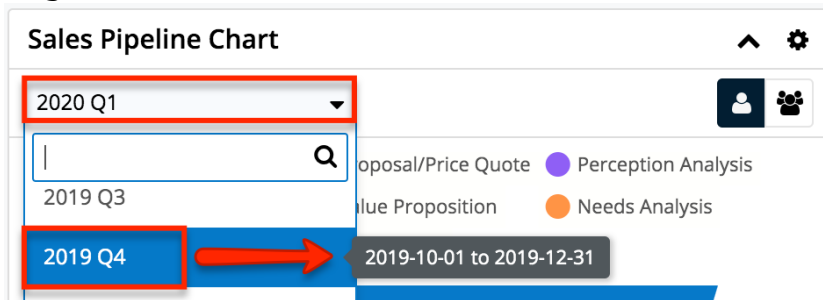 Sales Pipeline Chart
2020 Q1
oposal/Price Quote
Perception Analysis
2019 Q3
lue Proposition
Needs Analysis
2019 Q4
2019-10-01 to 2019-12-31